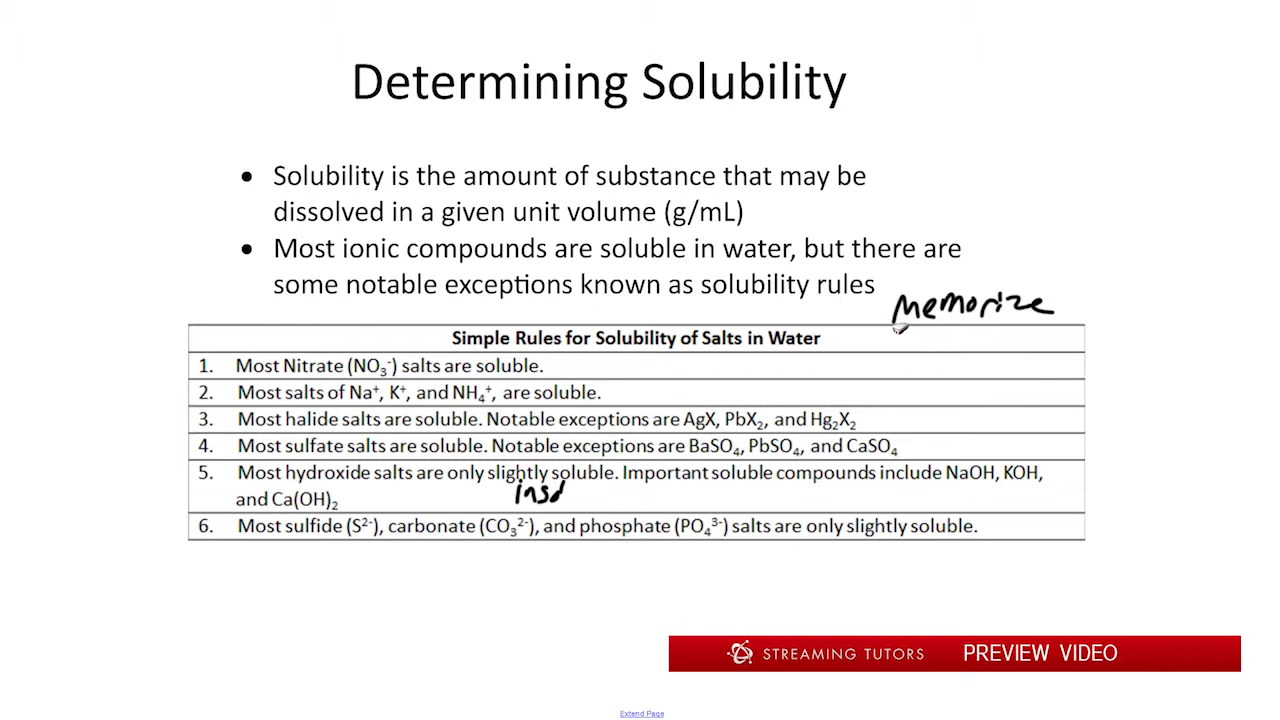 Determining Solubility
• Solubility is the amount of substance that may be
dissolved in a given unit volume (g/mL)
• Most ionic compounds are soluble in water, but there are
some notable exceptions known as solubility rules
memorize
Simple Rules for Solubility of Salts in Water
1. Most Nitrate (NO₃⁻) salts are soluble.
2. Most salts of Na⁺, K⁺, and NH₄⁺, are soluble.
3. Most halide salts are soluble. Notable exceptions are AgX, PbX₂, and Hg₂X₂
4. Most sulfate salts are soluble. Notable exceptions are BaSO₄, PbSO₄, and CaSO₄
5. Most hydroxide salts are only slightly soluble. Important soluble compounds include NaOH, KOH,
and Ca(OH)₂
insol
6. Most sulfide (S²⁻), carbonate (CO₃²⁻), and phosphate (PO₄³⁻) salts are only slightly soluble.
STREAMING TUTORS PREVIEW VIDEO
Extend Page